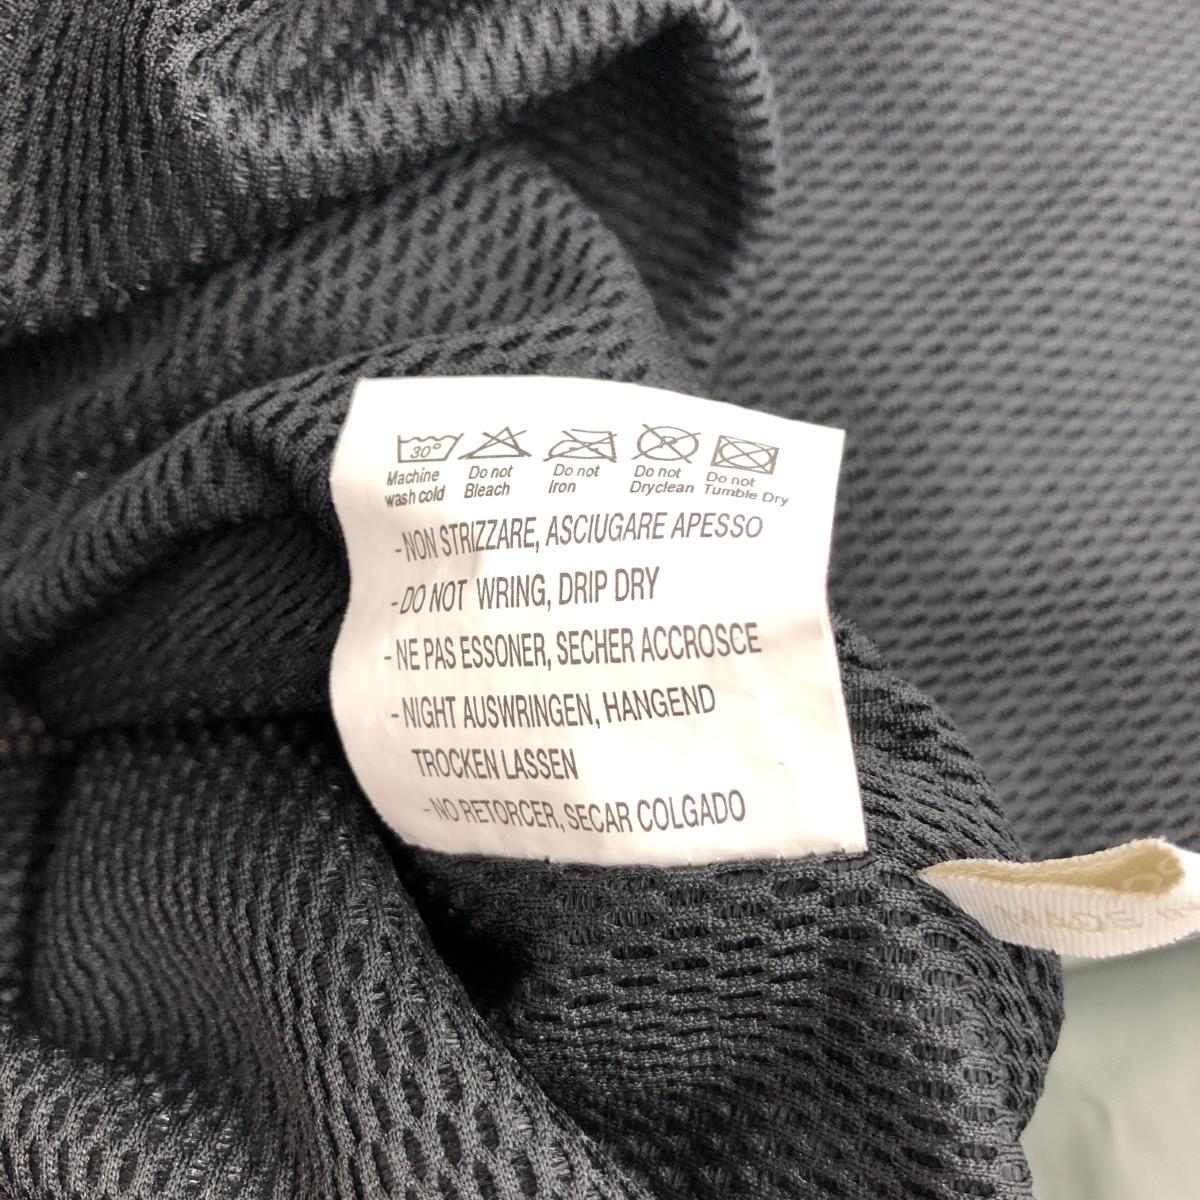 30°
Machine wash cold
Do not Bleach
Do not Iron
Do not Dryclean
Do not Tumble Dry
-NON STRIZZARE, ASCIUGARE APESSO
-DO NOT WRING, DRIP DRY
-NE PAS ESSONER, SECHER ACCROSCE
-NIGHT AUSWRINGEN, HANGEND
TROCKEN LASSEN
-NO RETORCER, SECAR COLGADO
MADE